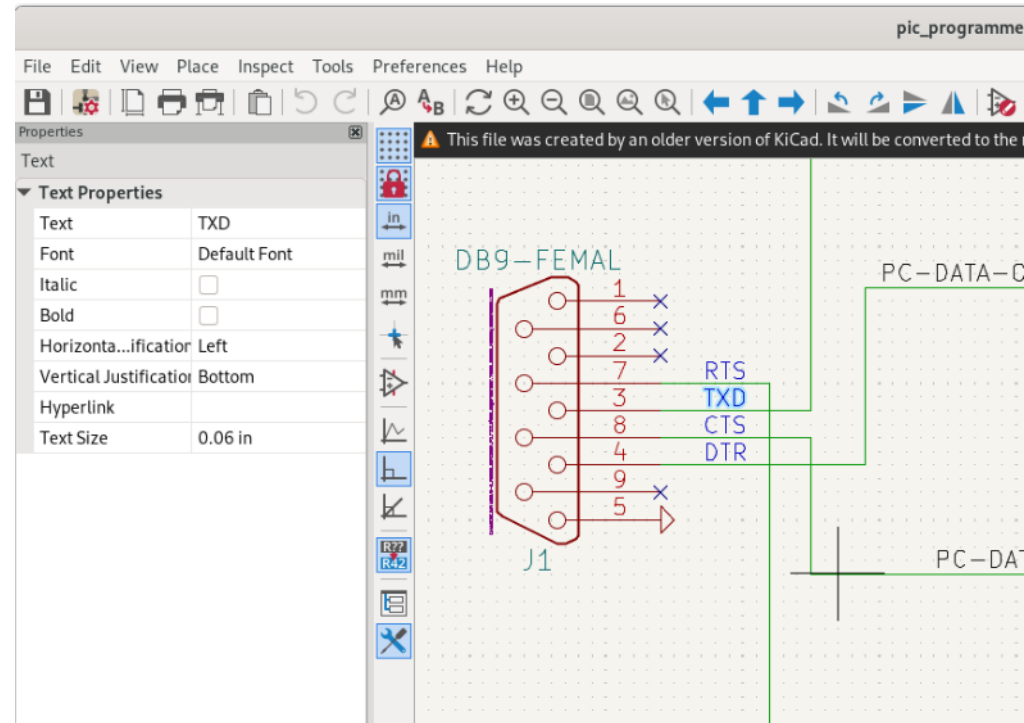 pic_programme
File Edit View Place Inspect Tools Preferences Help
Properties
This file was created by an older version of KiCad. It will be converted to the
Text
Text Properties
Text TXD
Font Default Font
Italic
Bold
Horizonta...ification Left
Vertical Justification Bottom
Hyperlink
Text Size 0.06 in
in
mil
mm
R??
R42
DB9-FEMAL
PC-DATA-
1
6
2
7 RTS
3 TXD
8 CTS
4 DTR
9
5
J1
PC-DAT